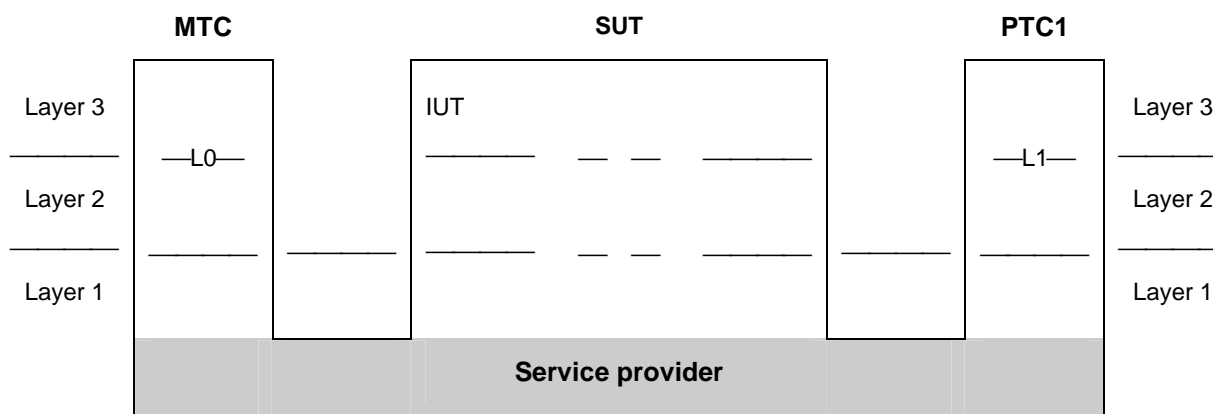 MTC
SUT
PTC1
Layer 3
IUT
Layer 3
L0
L1
Layer 2
Layer 2
Layer 1
Layer 1
Service provider